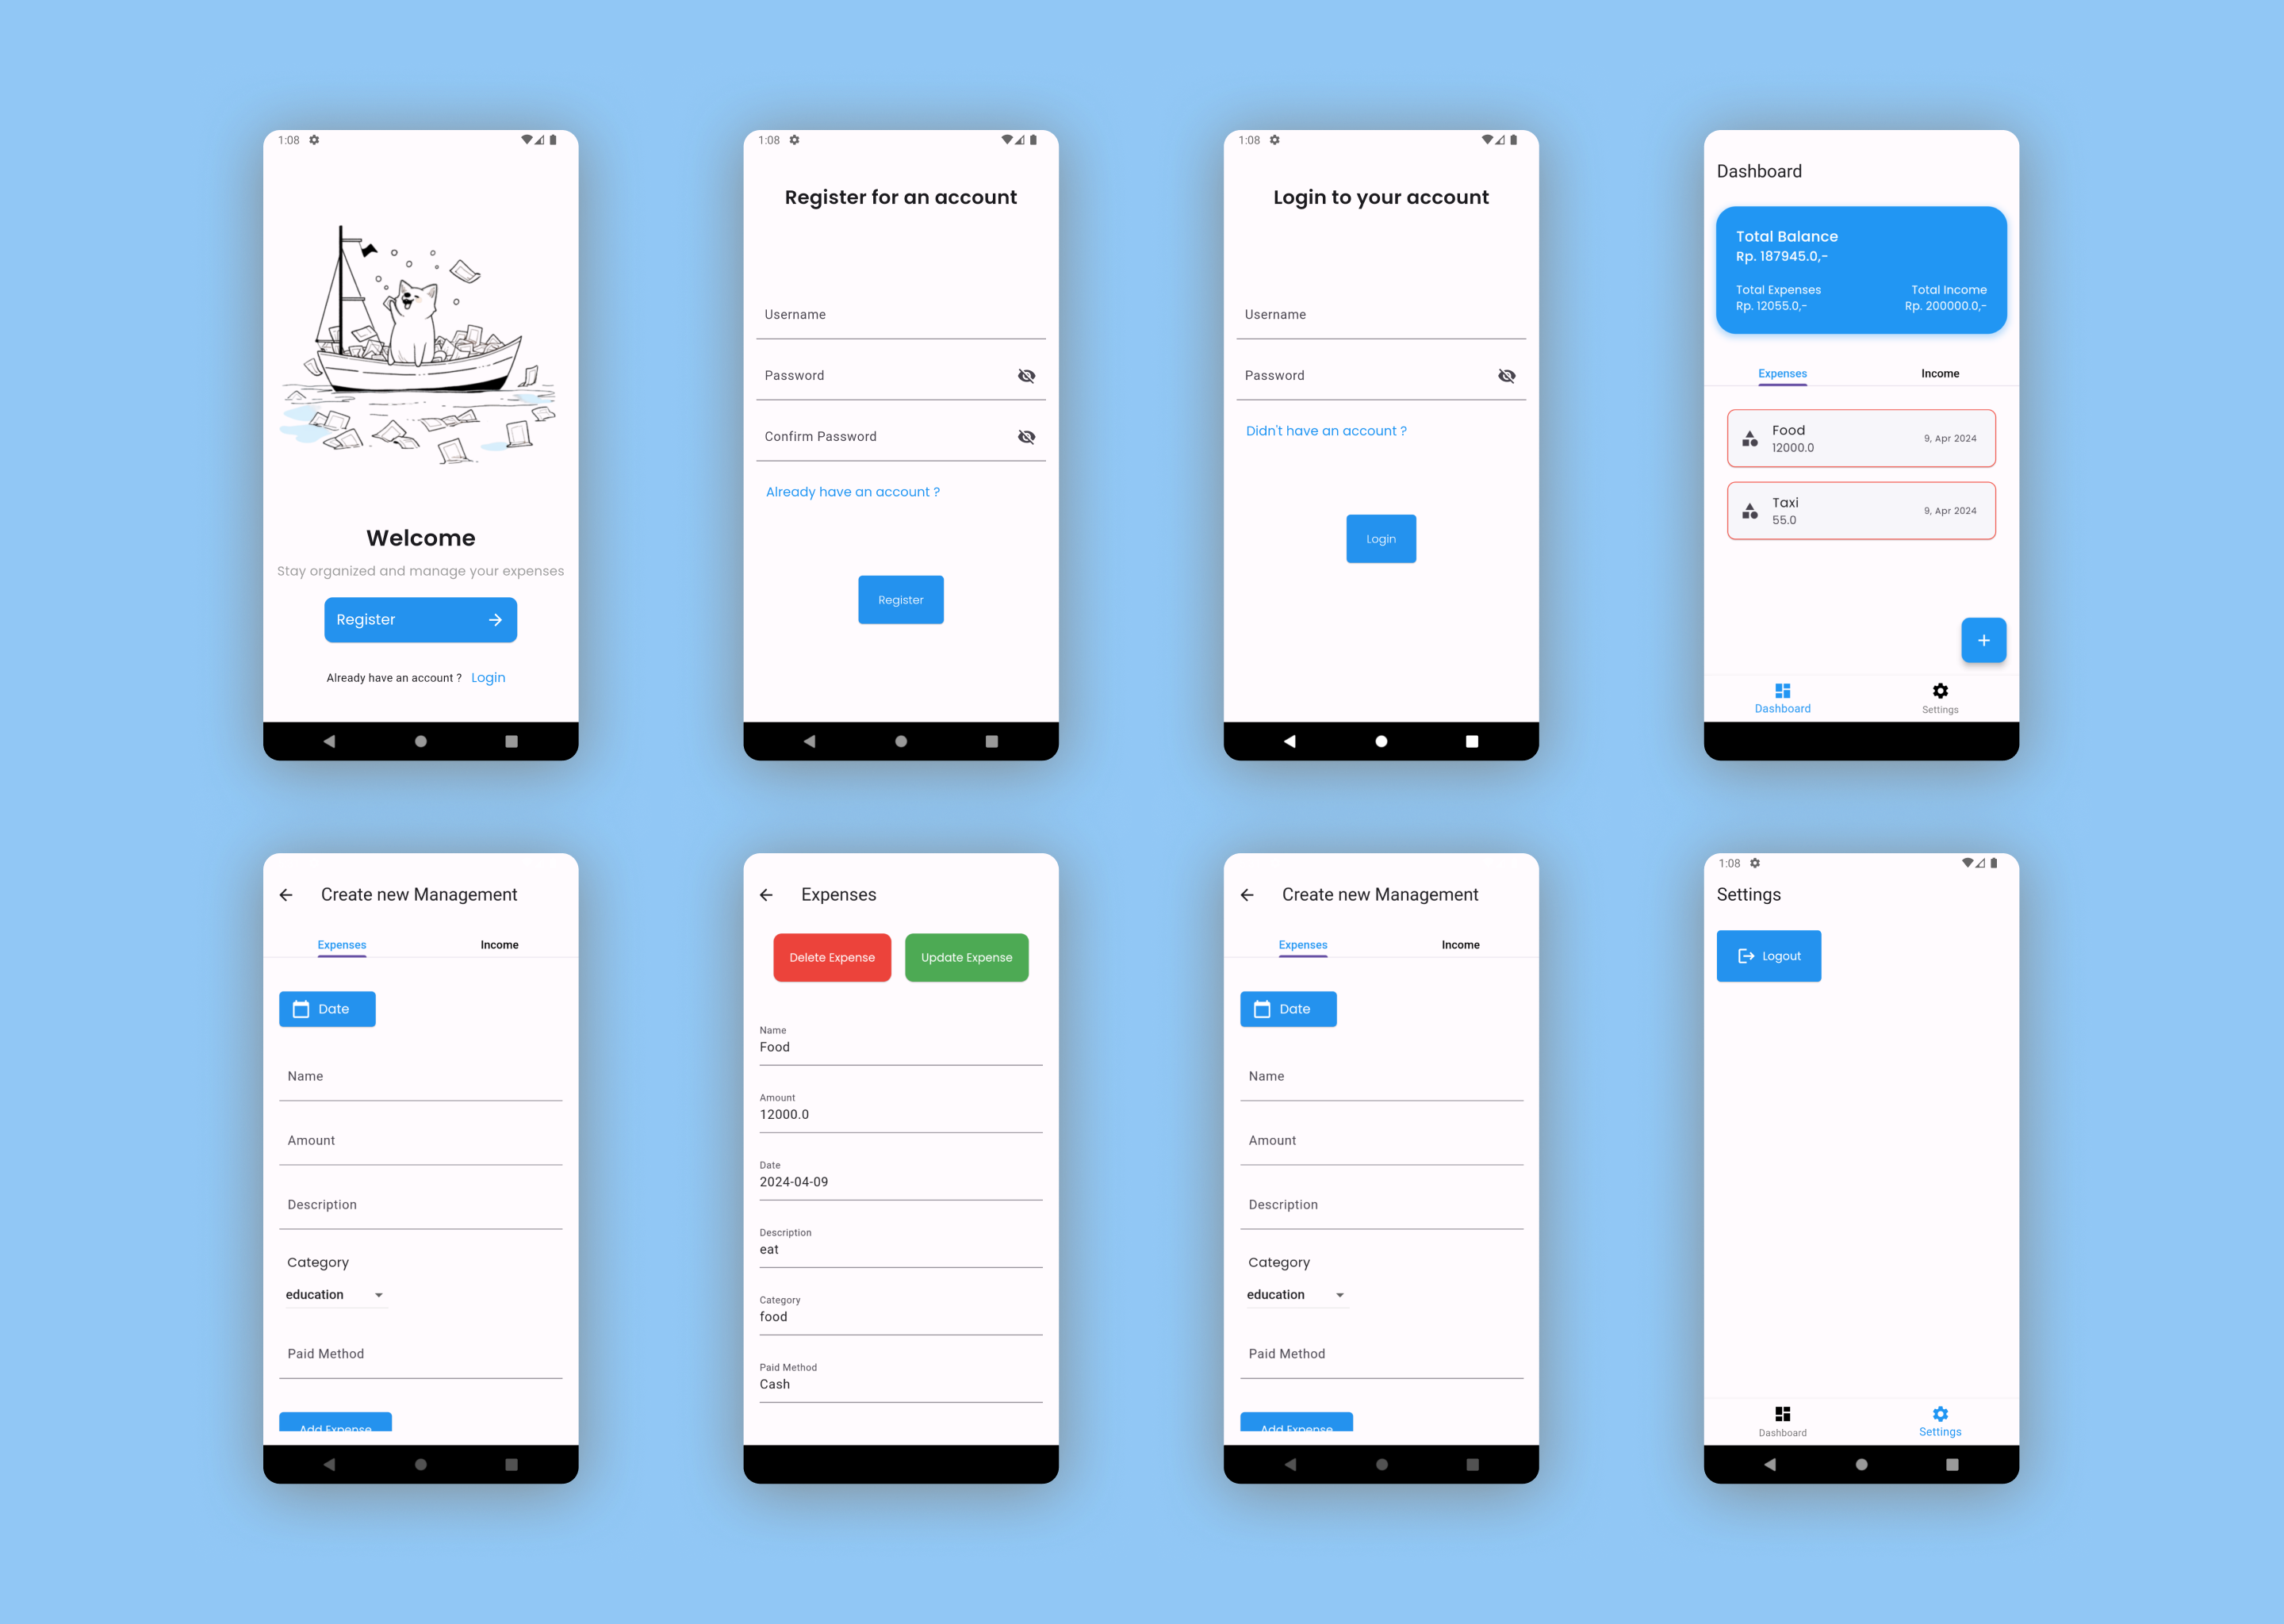 1:08
Welcome
Stay organized and manage your expenses
Register
Already have an account ? Login
1:08
Register for an account
Username
Password
Confirm Password
Already have an account ?
Register
1:08
Login to your account
Username
Password
Didn't have an account ?
Login
Dashboard
Total Balance
Rp. 187945.0,-
Total Expenses Total Income
Rp. 12055.0,- Rp. 200000.0,-
Expenses Income
Food
12000.0
9, Apr 2024
Taxi
55.0
9, Apr 2024
+
Dashboard Settings
Create new Management
Expenses Income
Date
Name
Amount
Description
Category
education
Paid Method
Add Expense
Expenses
Delete Expense Update Expense
Name
Food
Amount
12000.0
Date
2024-04-09
Description
eat
Category
food
Paid Method
Cash
Create new Management
Expenses Income
Date
Name
Amount
Description
Category
education
Paid Method
Add Expense
1:08
Settings
Logout
Dashboard Settings